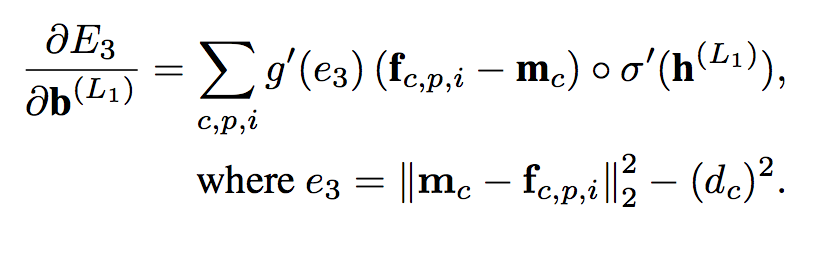 ∂E₃/∂𝐛^(L₁) = ∑_{c,p,i} g′(e₃) (𝐟_{c,p,i} − 𝐦_c) ∘ σ′(𝐡^(L₁)),
where e₃ = ‖𝐦_c − 𝐟_{c,p,i}‖₂² − (d_c)².